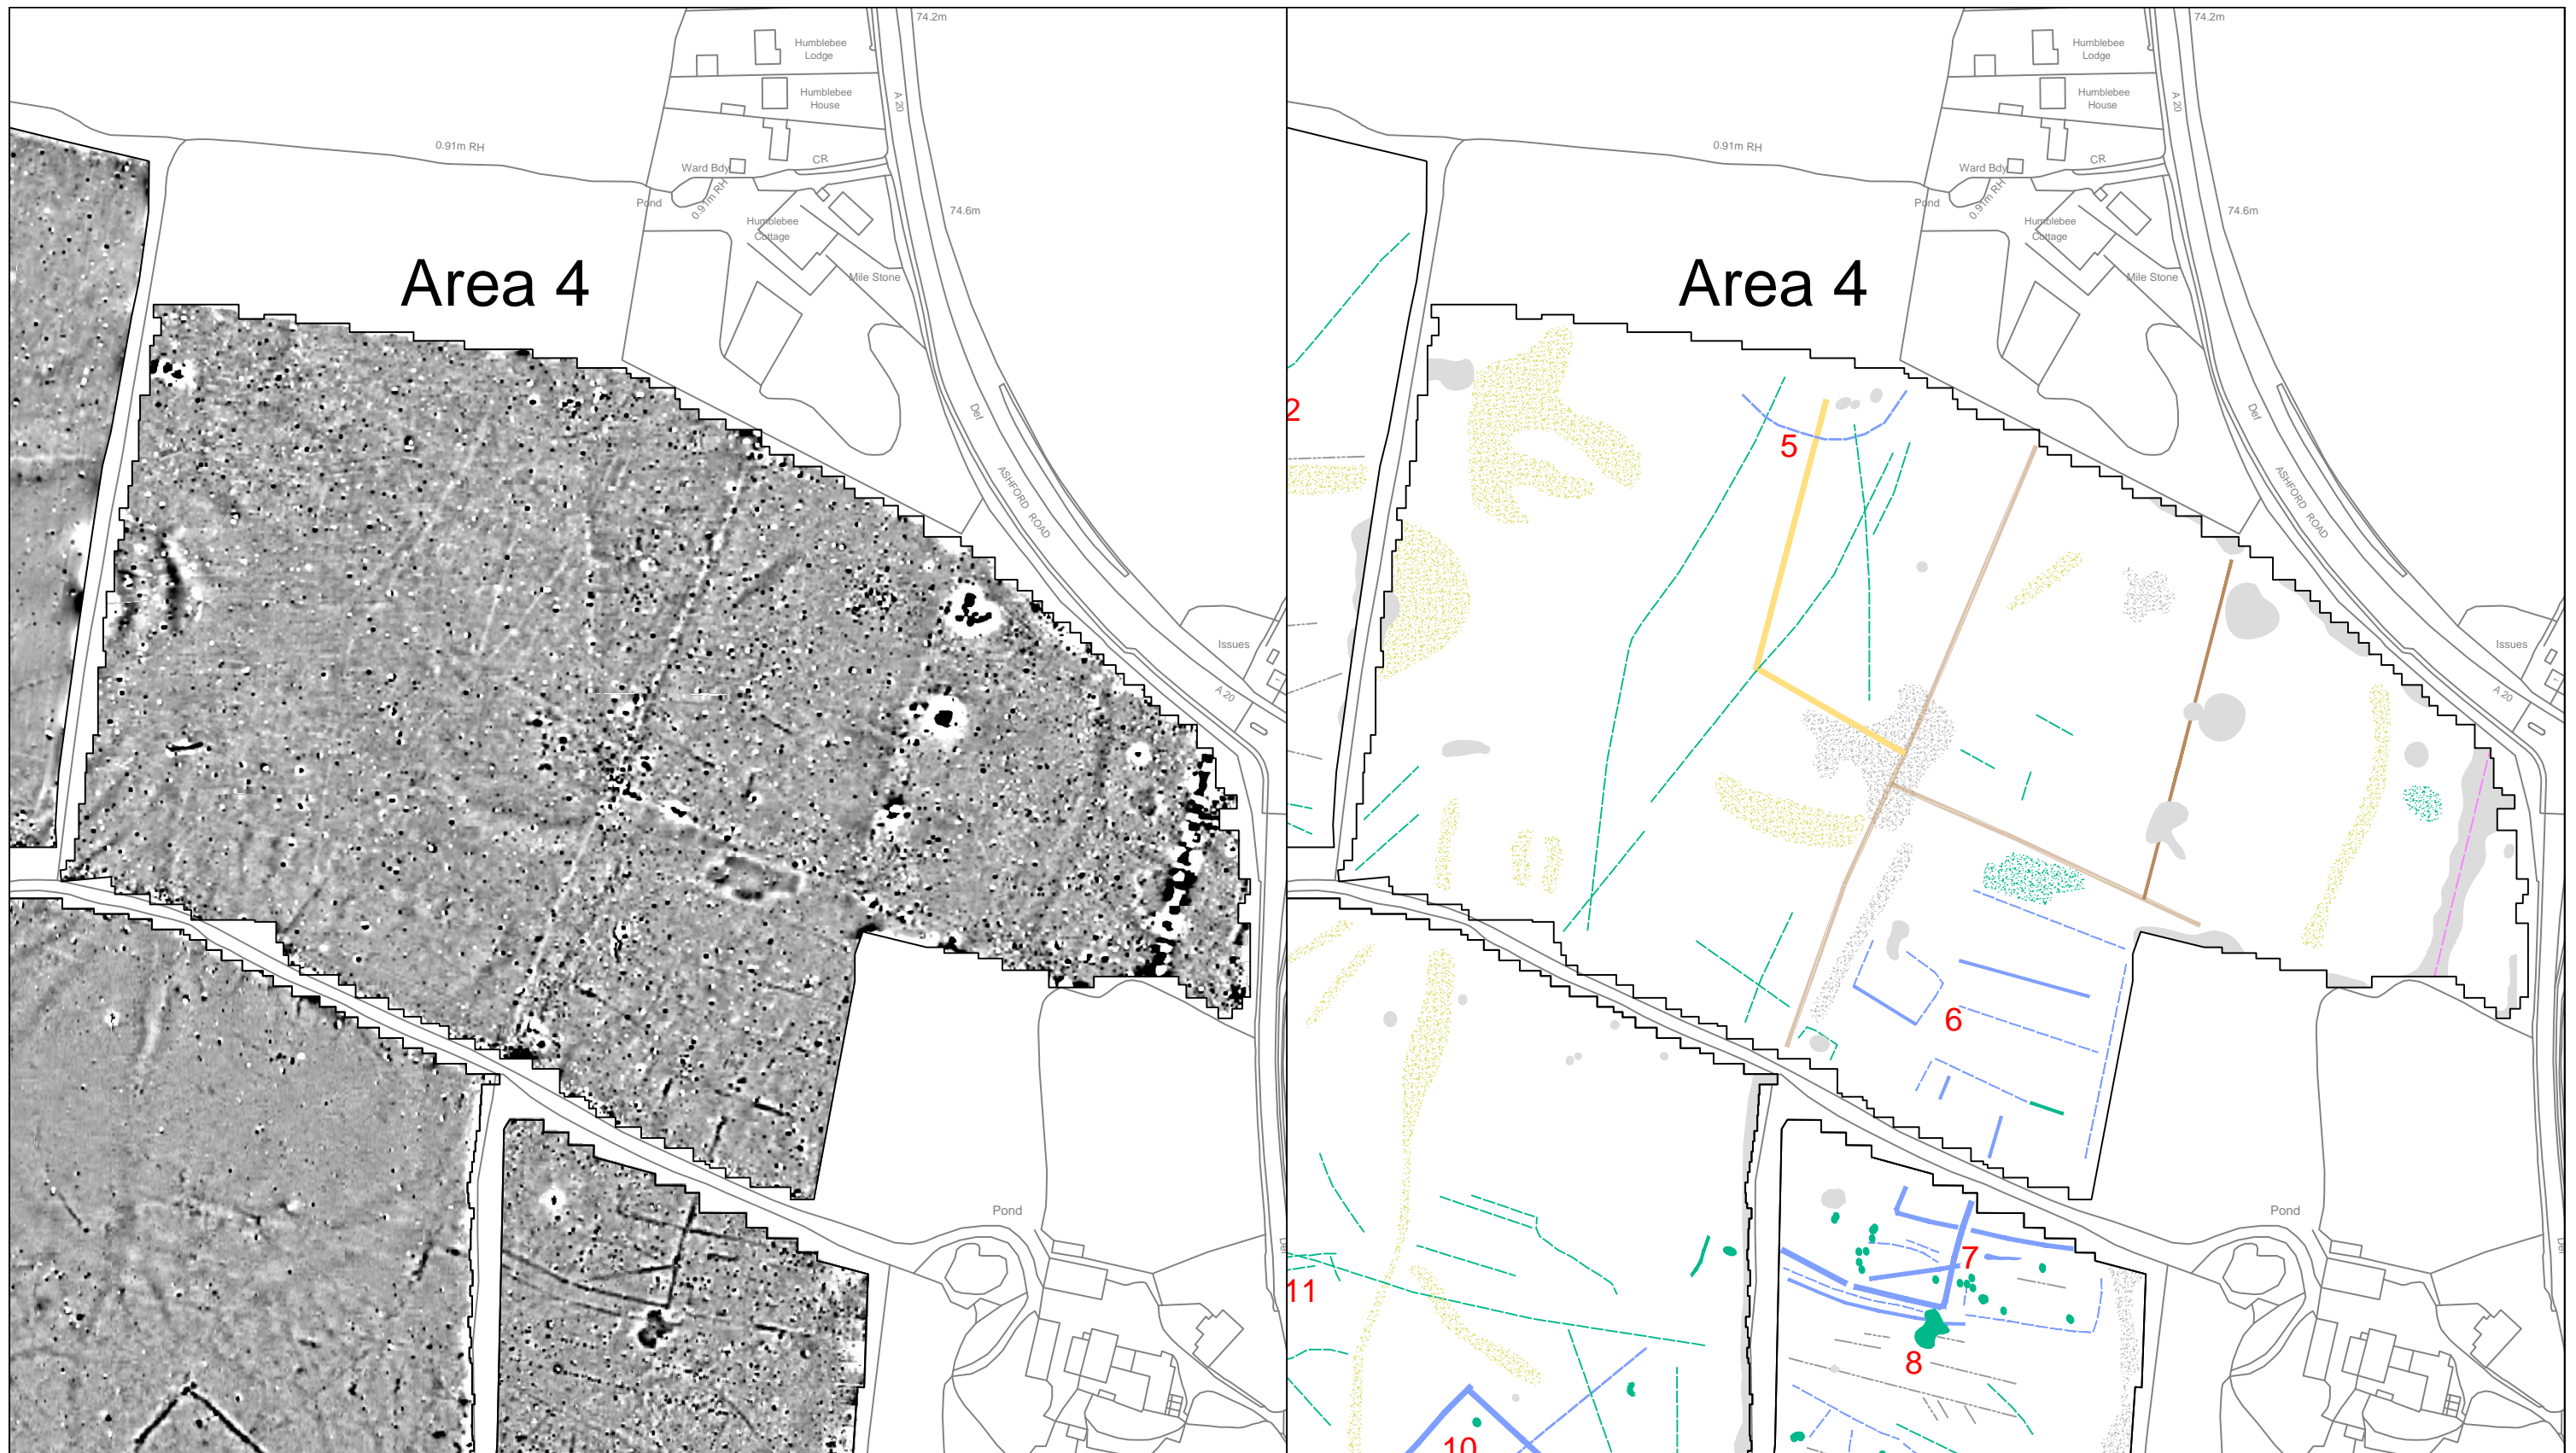 74.2m
Humblebee
Lodge
A 20
Humblebee
House
0.91m RH
Ward Bdy
CR
Pond
0.91m RH
Humblebee
Cottage
74.6m
Mile Stone
Area 4
Def
ASHFORD ROAD
Issues
A 20
Pond
74.2m
Humblebee
Lodge
A 20
Humblebee
House
0.91m RH
Ward Bdy
CR
Pond
0.91m RH
Humblebee
Cottage
74.6m
Mile Stone
Area 4
2
5
Def
ASHFORD ROAD
Issues
A 20
6
Pond
7
11
8
10